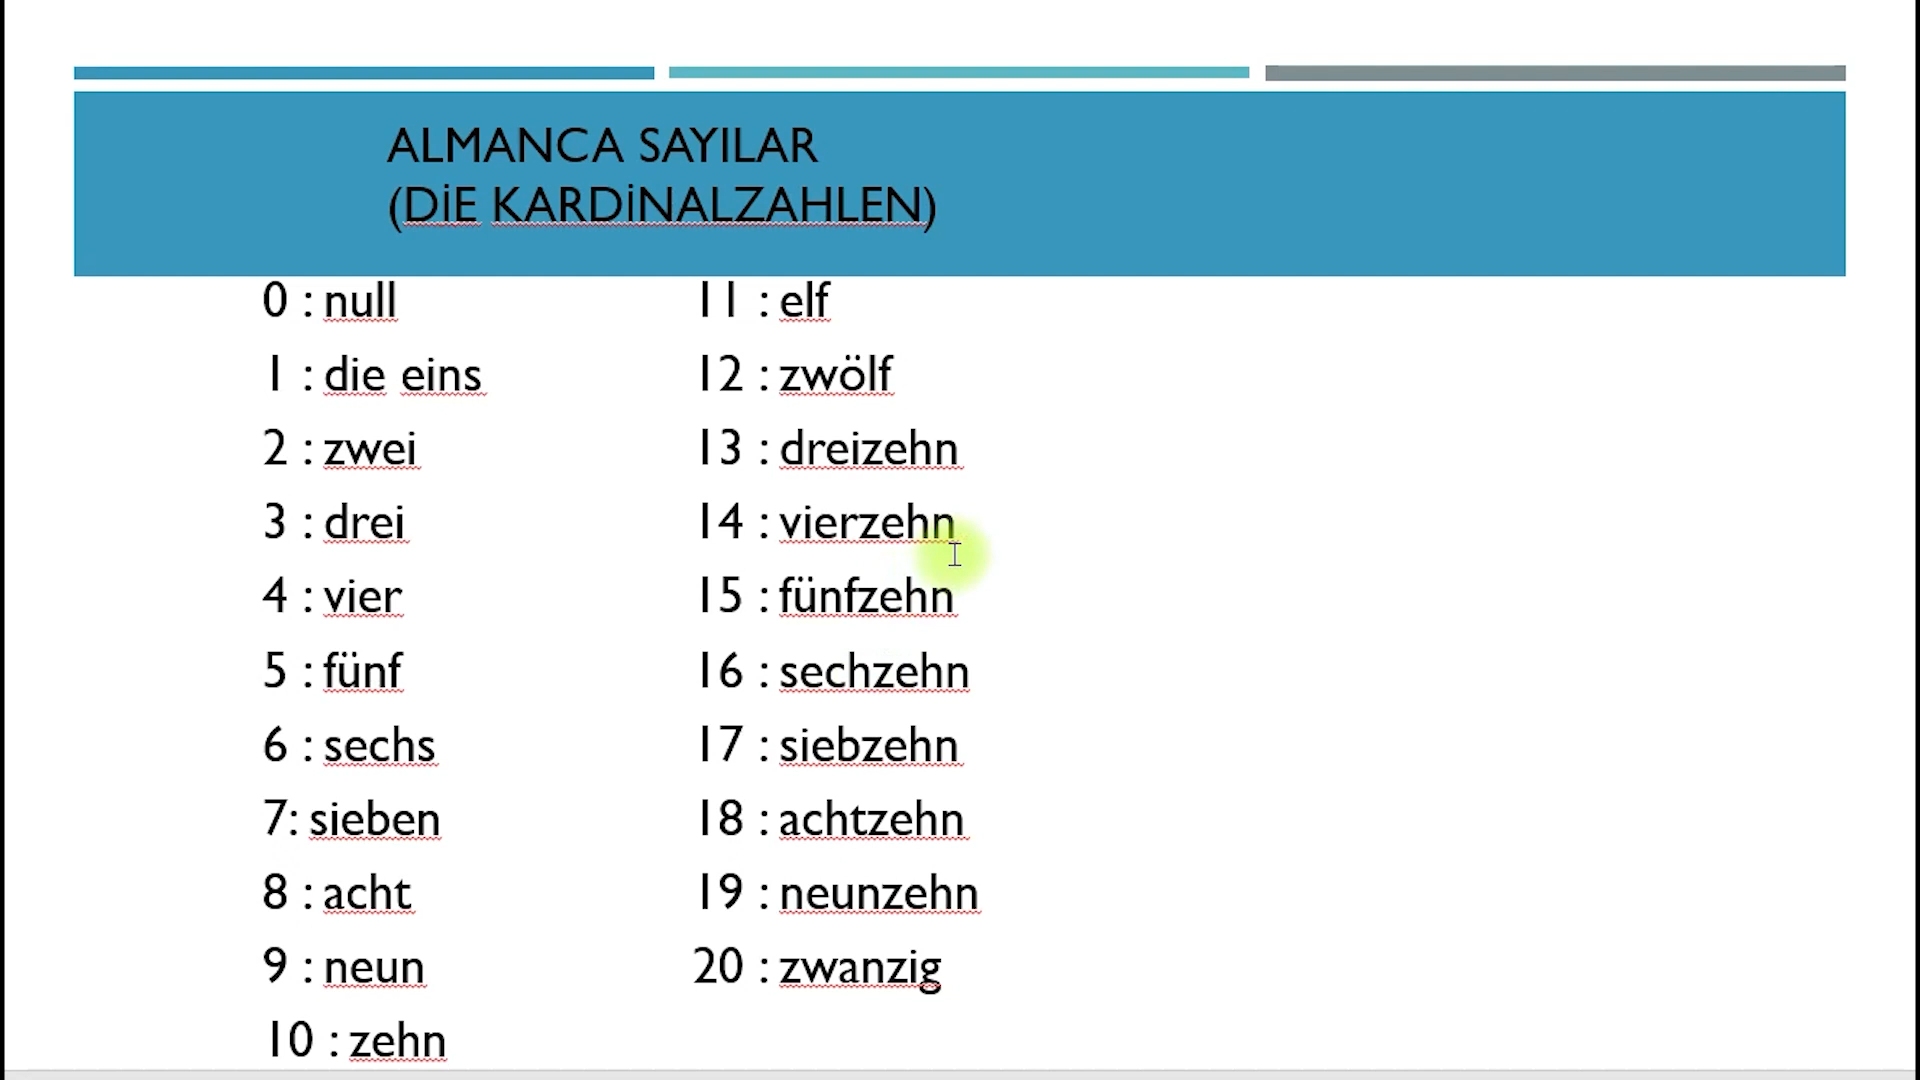 ALMANCA SAYILAR
(DİE KARDİNALZAHLEN)
0 : null
1 : die eins
2 : zwei
3 : drei
4 : vier
5 : fünf
6 : sechs
7: sieben
8 : acht
9 : neun
10 : zehn
11 : elf
12 : zwölf
13 : dreizehn
14 : vierzehn
15 : fünfzehn
16 : sechzehn
17 : siebzehn
18 : achtzehn
19 : neunzehn
20 : zwanzig